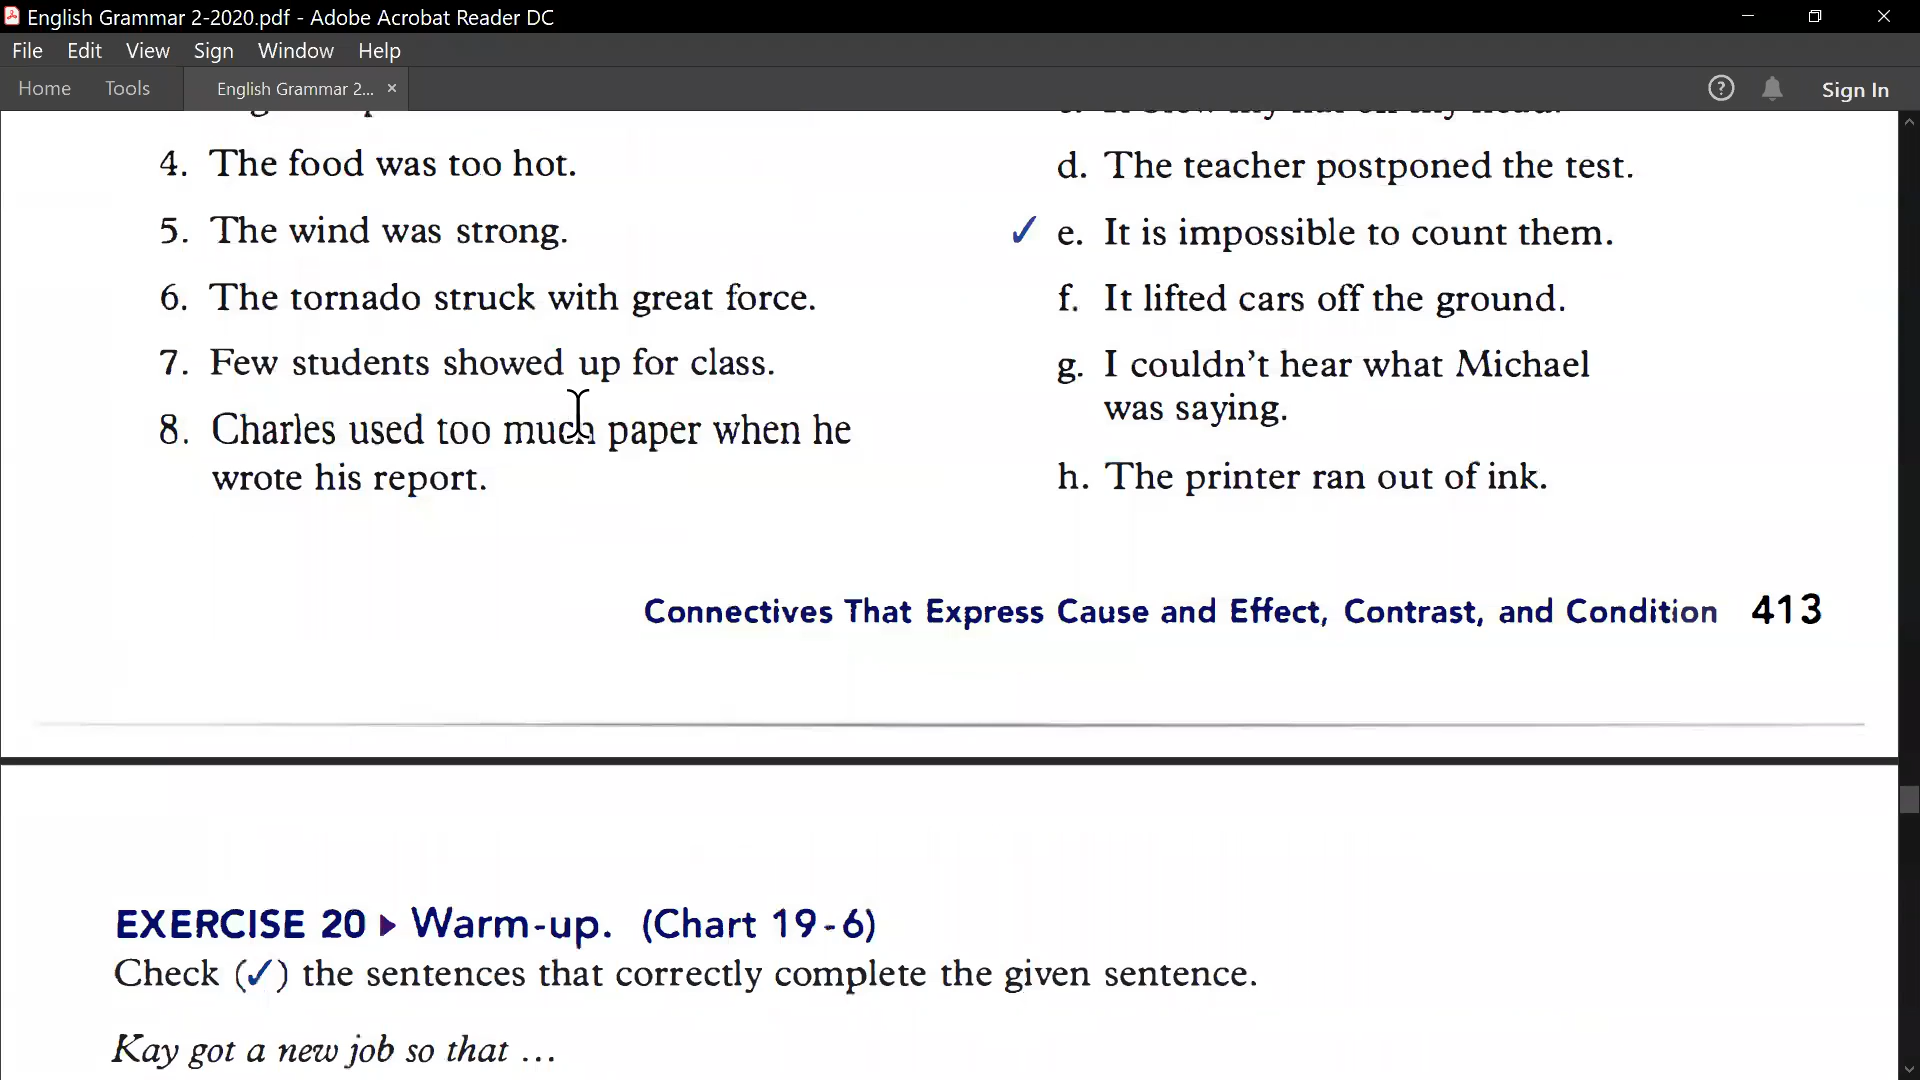 English Grammar 2-2020.pdf - Adobe Acrobat Reader DC
File Edit View Sign Window Help
Home Tools English Grammar 2... × ? Sign In
4. The food was too hot.
5. The wind was strong.
6. The tornado struck with great force.
7. Few students showed up for class.
8. Charles used too much paper when he
wrote his report.
d. The teacher postponed the test.
✓ e. It is impossible to count them.
f. It lifted cars off the ground.
g. I couldn't hear what Michael
was saying.
h. The printer ran out of ink.
Connectives That Express Cause and Effect, Contrast, and Condition 413
EXERCISE 20 ▶ Warm-up. (Chart 19-6)
Check (✓) the sentences that correctly complete the given sentence.
Kay got a new job so that ...